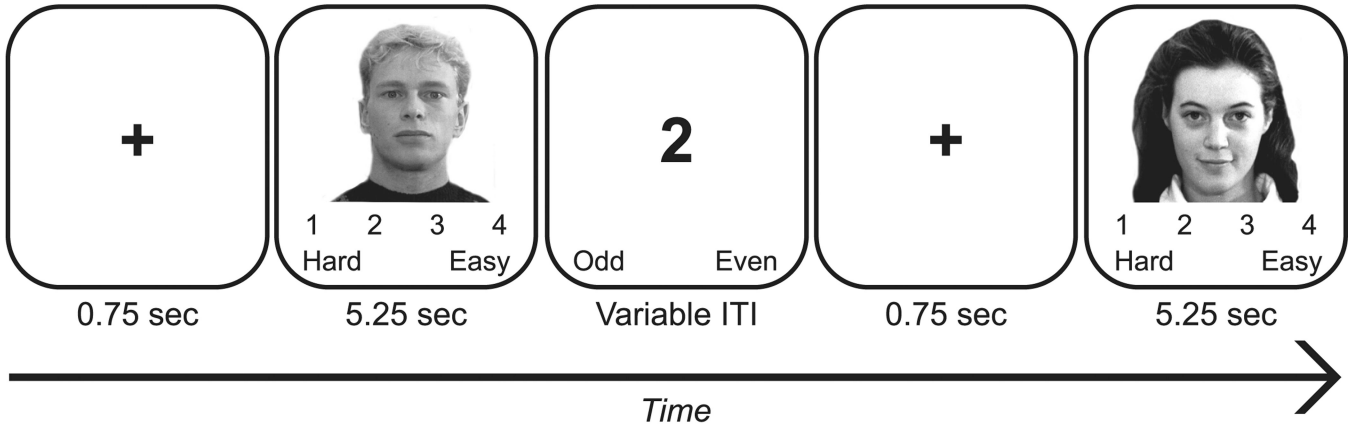 +
1 2 3 4
Hard Easy
2
Odd Even
+
1 2 3 4
Hard Easy
0.75 sec 5.25 sec Variable ITI 0.75 sec 5.25 sec
Time